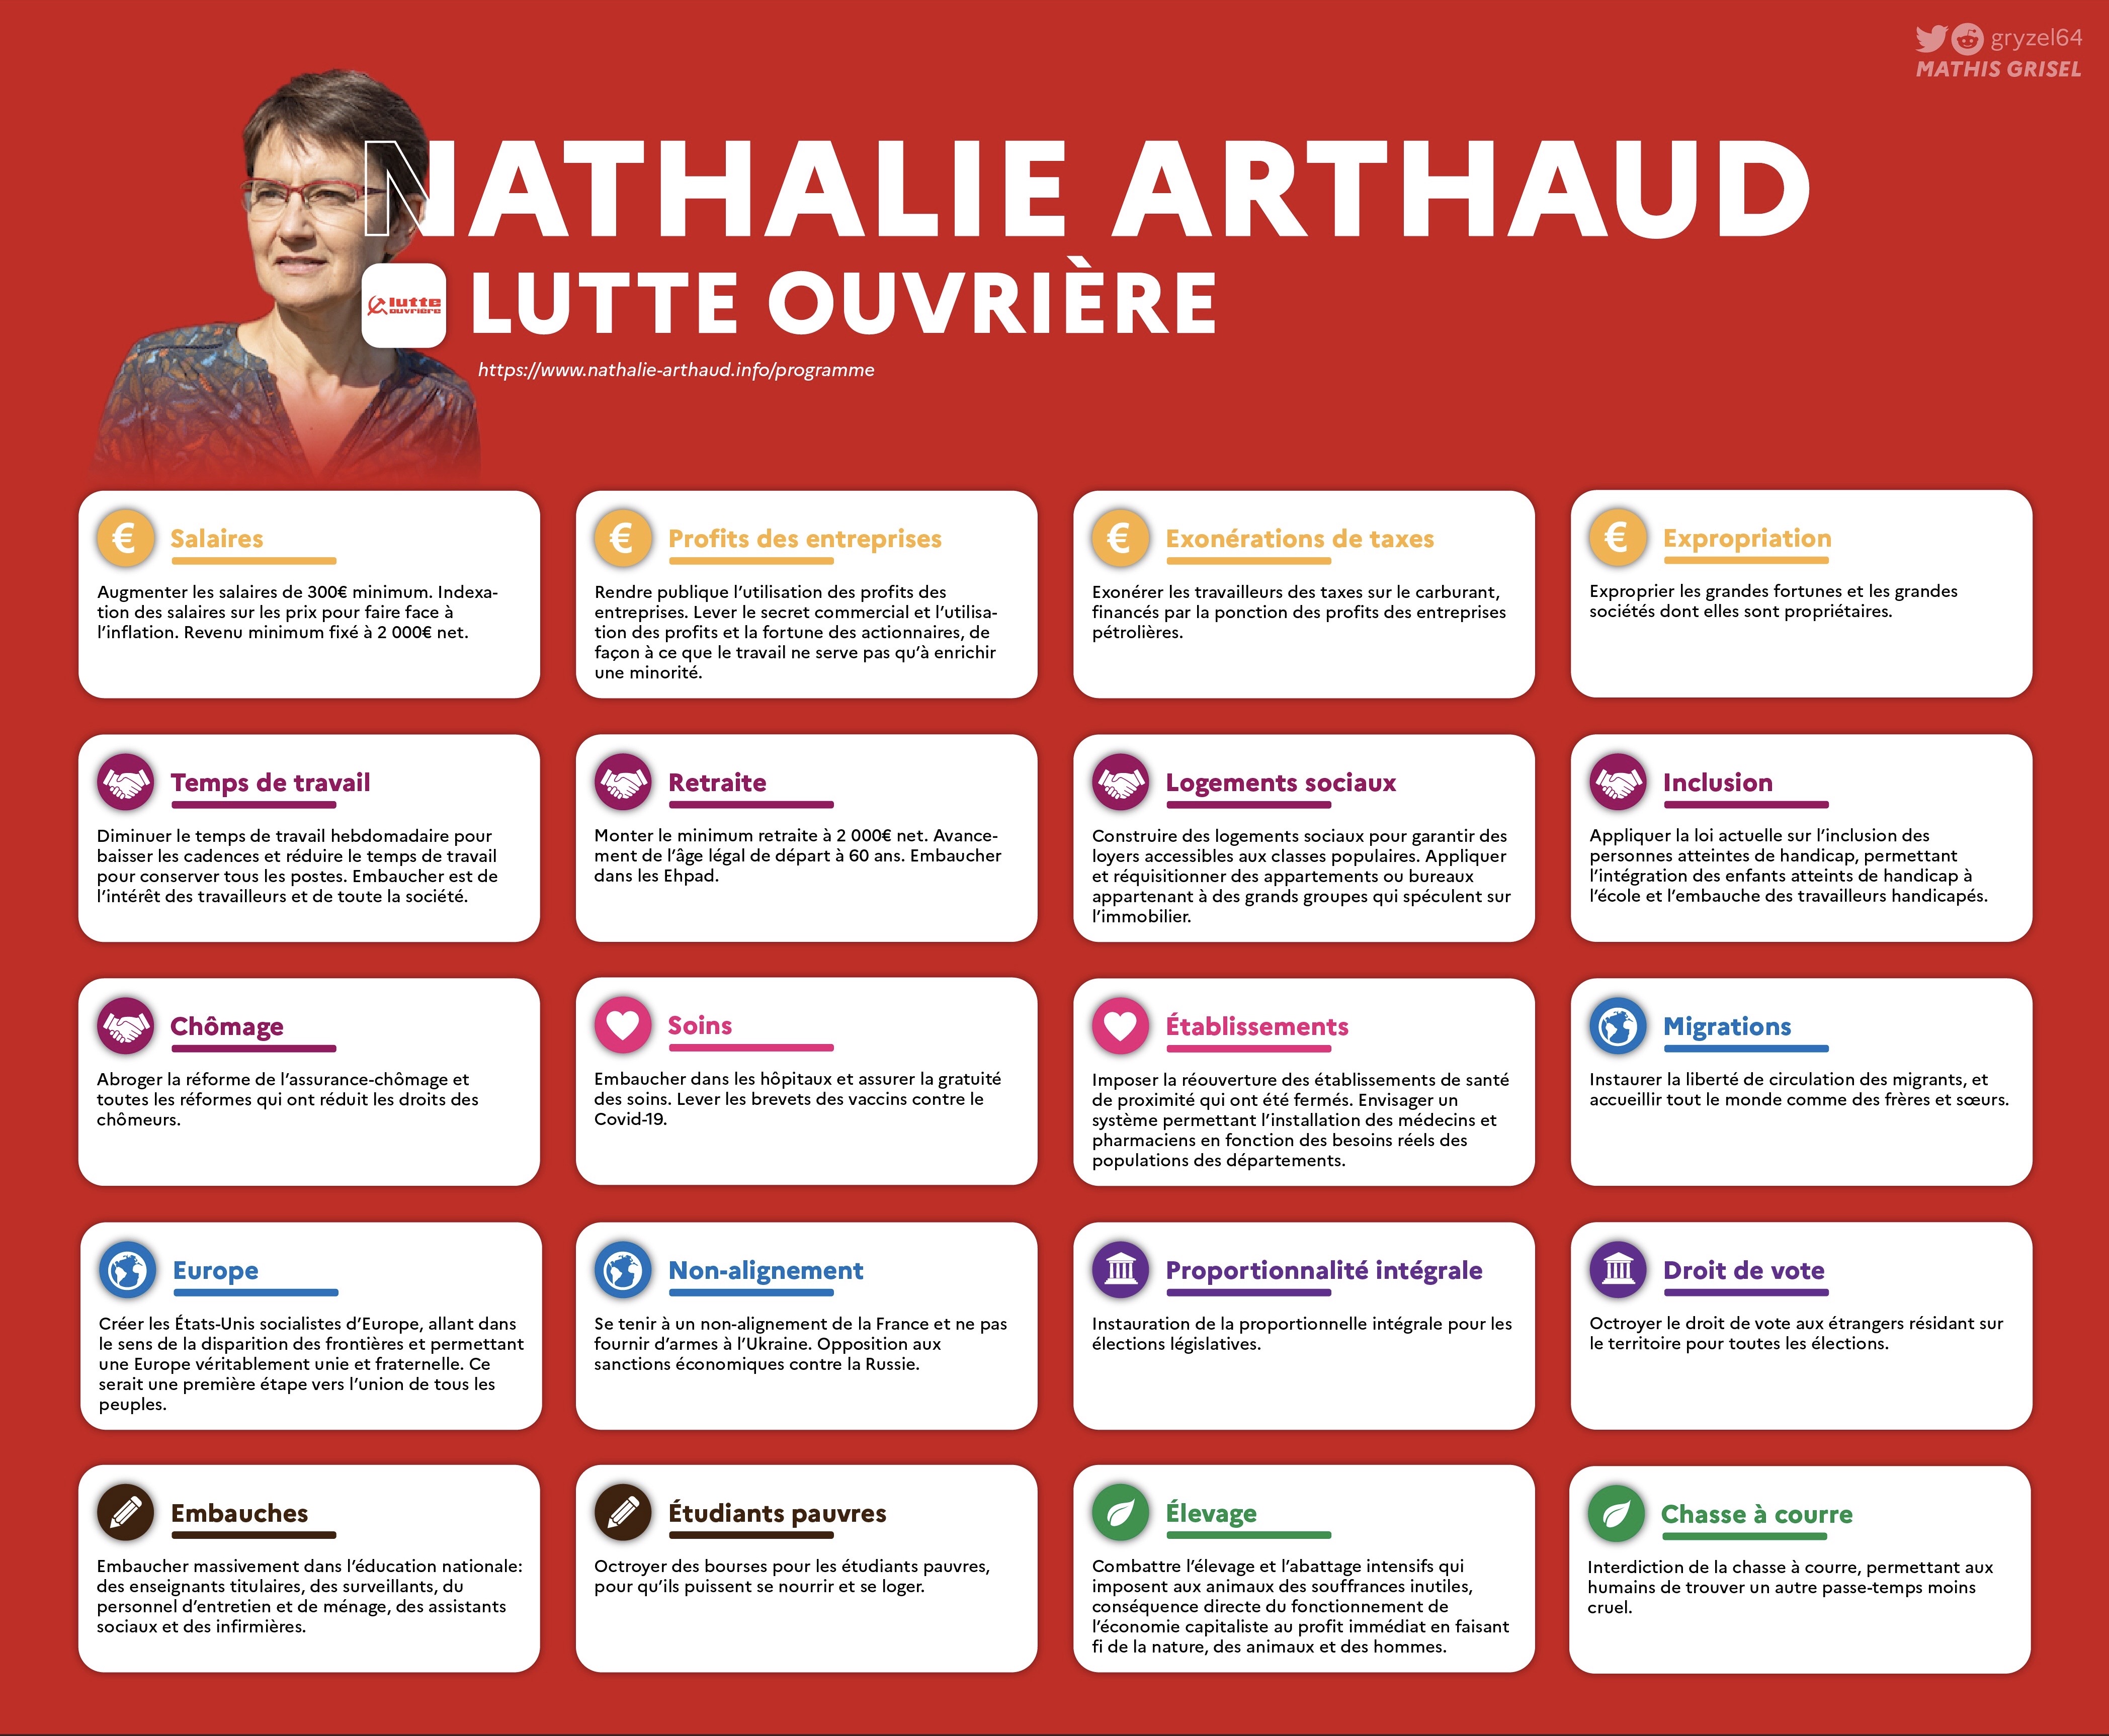 gryzel64
MATHIS GRISEL
NATHALIE ARTHAUD
lutte
ouvrière
LUTTE OUVRIÈRE
https://www.nathalie-arthaud.info/programme
€ Salaires
Augmenter les salaires de 300€ minimum. Indexa-
tion des salaires sur les prix pour faire face à
l'inflation. Revenu minimum fixé à 2 000€ net.
€ Profits des entreprises
Rendre publique l'utilisation des profits des
entreprises. Lever le secret commercial et l'utilisa-
tion des profits et la fortune des actionnaires, de
façon à ce que le travail ne serve pas qu'à enrichir
une minorité.
€ Exonérations de taxes
Exonérer les travailleurs des taxes sur le carburant,
financés par la ponction des profits des entreprises
pétrolières.
€ Expropriation
Exproprier les grandes fortunes et les grandes
sociétés dont elles sont propriétaires.
Temps de travail
Diminuer le temps de travail hebdomadaire pour
baisser les cadences et réduire le temps de travail
pour conserver tous les postes. Embaucher est de
l'intérêt des travailleurs et de toute la société.
Retraite
Monter le minimum retraite à 2 000€ net. Avance-
ment de l'âge légal de départ à 60 ans. Embaucher
dans les Ehpad.
Logements sociaux
Construire des logements sociaux pour garantir des
loyers accessibles aux classes populaires. Appliquer
et réquisitionner des appartements ou bureaux
appartenant à des grands groupes qui spéculent sur
l'immobilier.
Inclusion
Appliquer la loi actuelle sur l'inclusion des
personnes atteintes de handicap, permettant
l'intégration des enfants atteints de handicap à
l'école et l'embauche des travailleurs handicapés.
Chômage
Abroger la réforme de l'assurance-chômage et
toutes les réformes qui ont réduit les droits des
chômeurs.
Soins
Embaucher dans les hôpitaux et assurer la gratuité
des soins. Lever les brevets des vaccins contre le
Covid-19.
Établissements
Imposer la réouverture des établissements de santé
de proximité qui ont été fermés. Envisager un
système permettant l'installation des médecins et
pharmaciens en fonction des besoins réels des
populations des départements.
Migrations
Instaurer la liberté de circulation des migrants, et
accueillir tout le monde comme des frères et sœurs.
Europe
Créer les États-Unis socialistes d'Europe, allant dans
le sens de la disparition des frontières et permettant
une Europe véritablement unie et fraternelle. Ce
serait une première étape vers l'union de tous les
peuples.
Non-alignement
Se tenir à un non-alignement de la France et ne pas
fournir d'armes à l'Ukraine. Opposition aux
sanctions économiques contre la Russie.
Proportionnalité intégrale
Instauration de la proportionnelle intégrale pour les
élections législatives.
Droit de vote
Octroyer le droit de vote aux étrangers résidant sur
le territoire pour toutes les élections.
Embauches
Embaucher massivement dans l'éducation nationale:
des enseignants titulaires, des surveillants, du
personnel d'entretien et de ménage, des assistants
sociaux et des infirmières.
Étudiants pauvres
Octroyer des bourses pour les étudiants pauvres,
pour qu'ils puissent se nourrir et se loger.
Élevage
Combattre l'élevage et l'abattage intensifs qui
imposent aux animaux des souffrances inutiles,
conséquence directe du fonctionnement de
l'économie capitaliste au profit immédiat en faisant
fi de la nature, des animaux et des hommes.
Chasse à courre
Interdiction de la chasse à courre, permettant aux
humains de trouver un autre passe-temps moins
cruel.